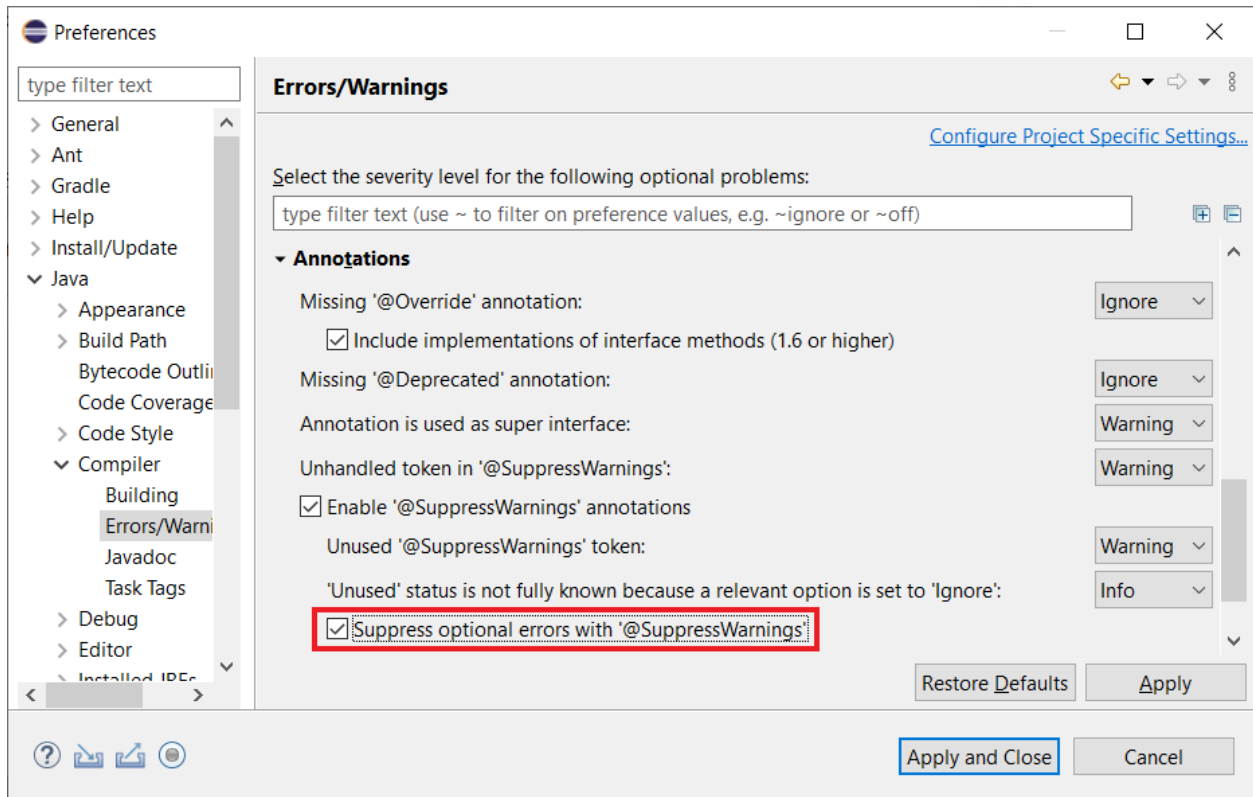 Preferences
type filter text
General
Ant
Gradle
Help
Install/Update
Java
Appearance
Build Path
Bytecode Outli
Code Coverage
Code Style
Compiler
Building
Errors/Warni
Javadoc
Task Tags
Debug
Editor
Installed JREs
Errors/Warnings
Configure Project Specific Settings...
Select the severity level for the following optional problems:
type filter text (use ~ to filter on preference values, e.g. ~ignore or ~off)
Annotations
Missing '@Override' annotation: Ignore
Include implementations of interface methods (1.6 or higher)
Missing '@Deprecated' annotation: Ignore
Annotation is used as super interface: Warning
Unhandled token in '@SuppressWarnings': Warning
Enable '@SuppressWarnings' annotations
Unused '@SuppressWarnings' token: Warning
'Unused' status is not fully known because a relevant option is set to 'Ignore': Info
Suppress optional errors with '@SuppressWarnings'
Restore Defaults Apply
Apply and Close Cancel